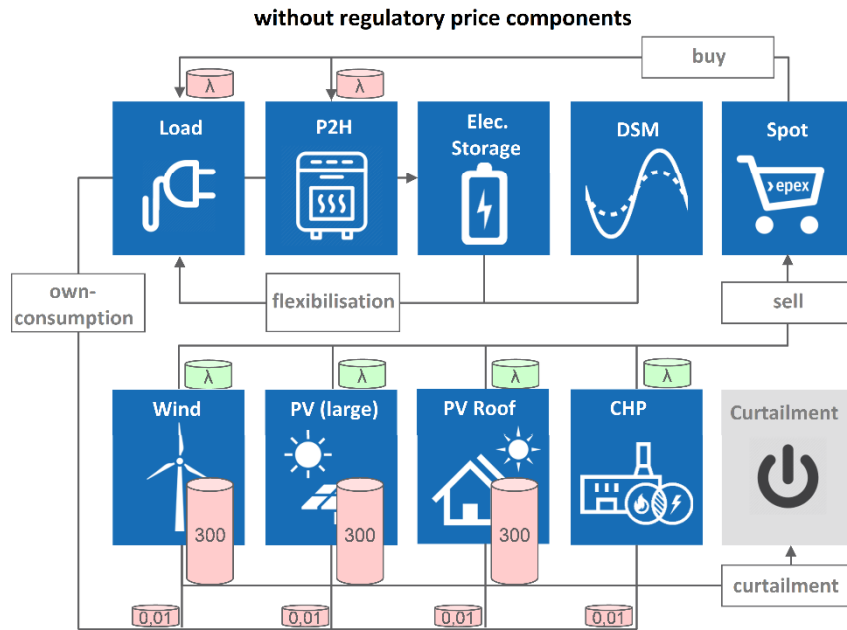 without regulatory price components
buy
λ
λ
Load
P2H
Elec.
Storage
DSM
Spot
epex
own-
consumption
flexibilisation
sell
λ
λ
λ
λ
Wind
PV (large)
PV Roof
CHP
Curtailment
300
300
300
curtailment
0,01
0,01
0,01
0,01